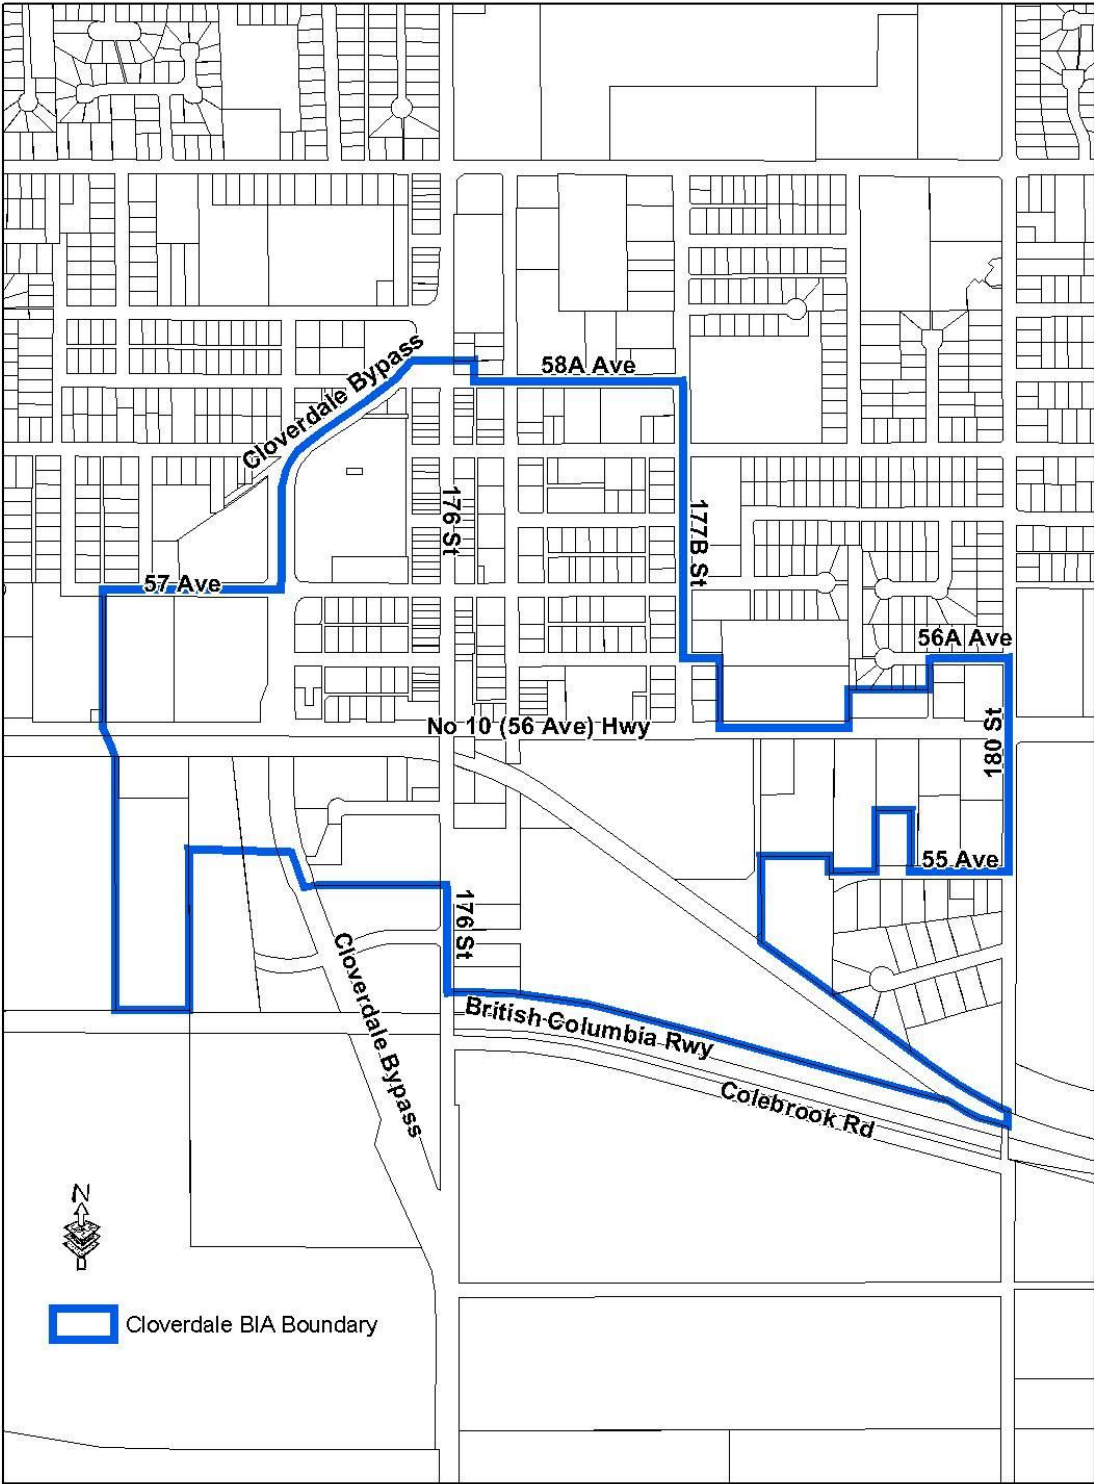 58A Ave
Cloverdale Bypass
176 St
177B St
57 Ave
56A Ave
No 10 (56 Ave) Hwy
180 St
55 Ave
176 St
Cloverdale Bypass
British Columbia Rwy
Colebrook Rd
N
Cloverdale BIA Boundary